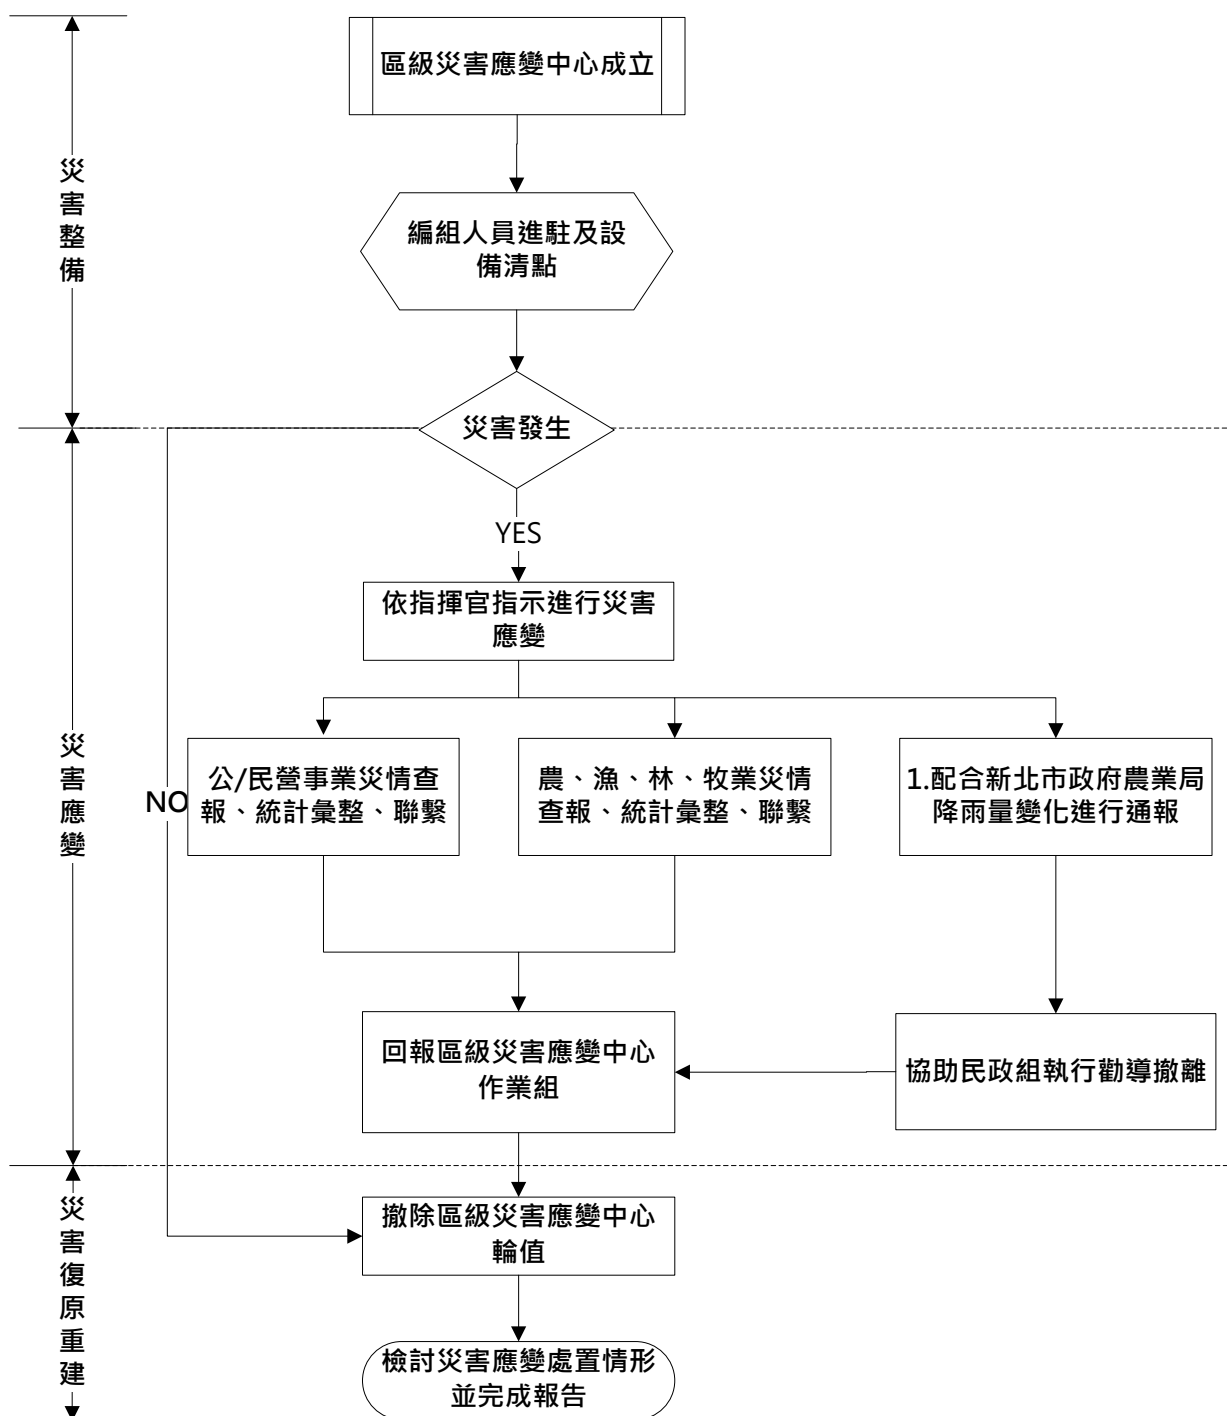 區級災害應變中心成立
災害整備
編組人員進駐及設
備清點
災害發生
YES
依指揮官指示進行災害
應變
災害應變
NO
公/民營事業災情查
報、統計彙整、聯繫
農、漁、林、牧業災情
查報、統計彙整、聯繫
1.配合新北市政府農業局
降雨量變化進行通報
回報區級災害應變中心
作業組
協助民政組執行勸導撤離
災害復原重建
撤除區級災害應變中心
輪值
檢討災害應變處置情形
並完成報告